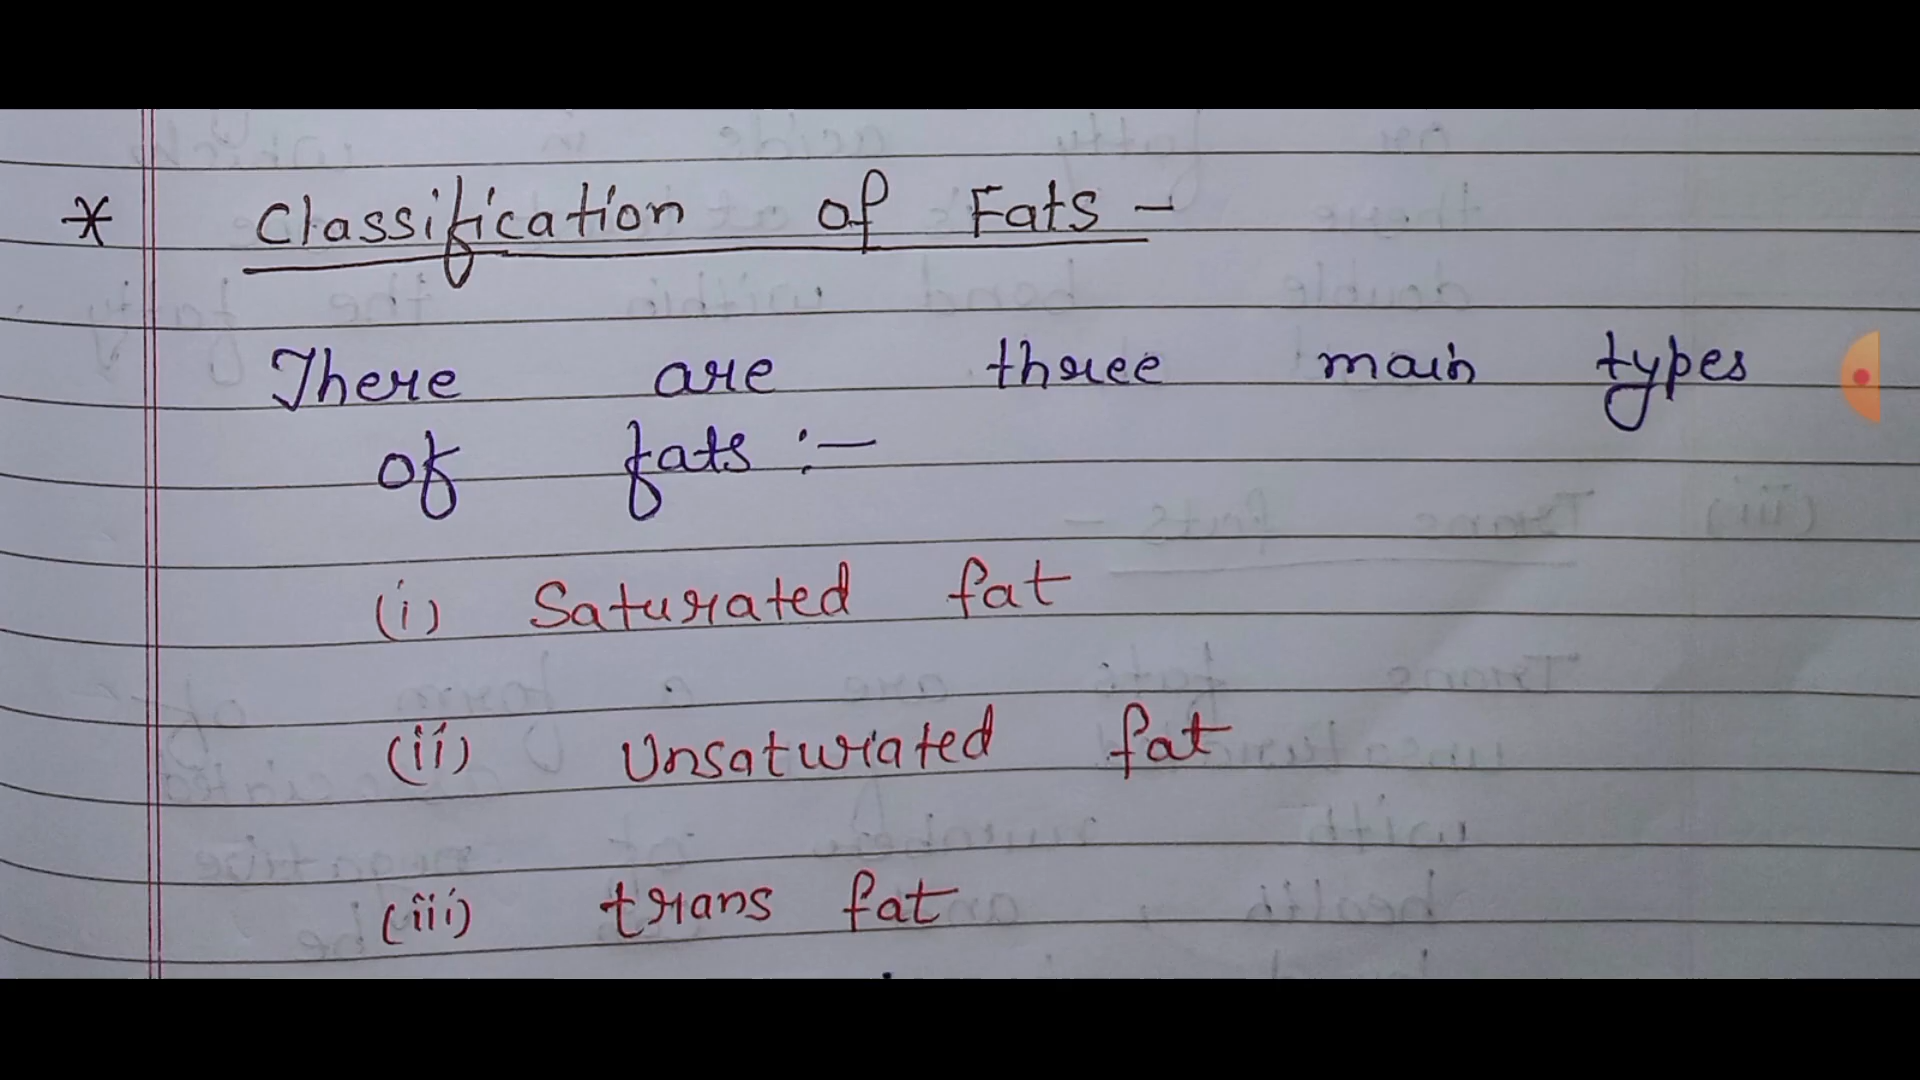 * Classification of Fats -
There are three main types
of fats :-
(i) Saturated fat
(ii) Unsaturated fat
(iii) trans fat